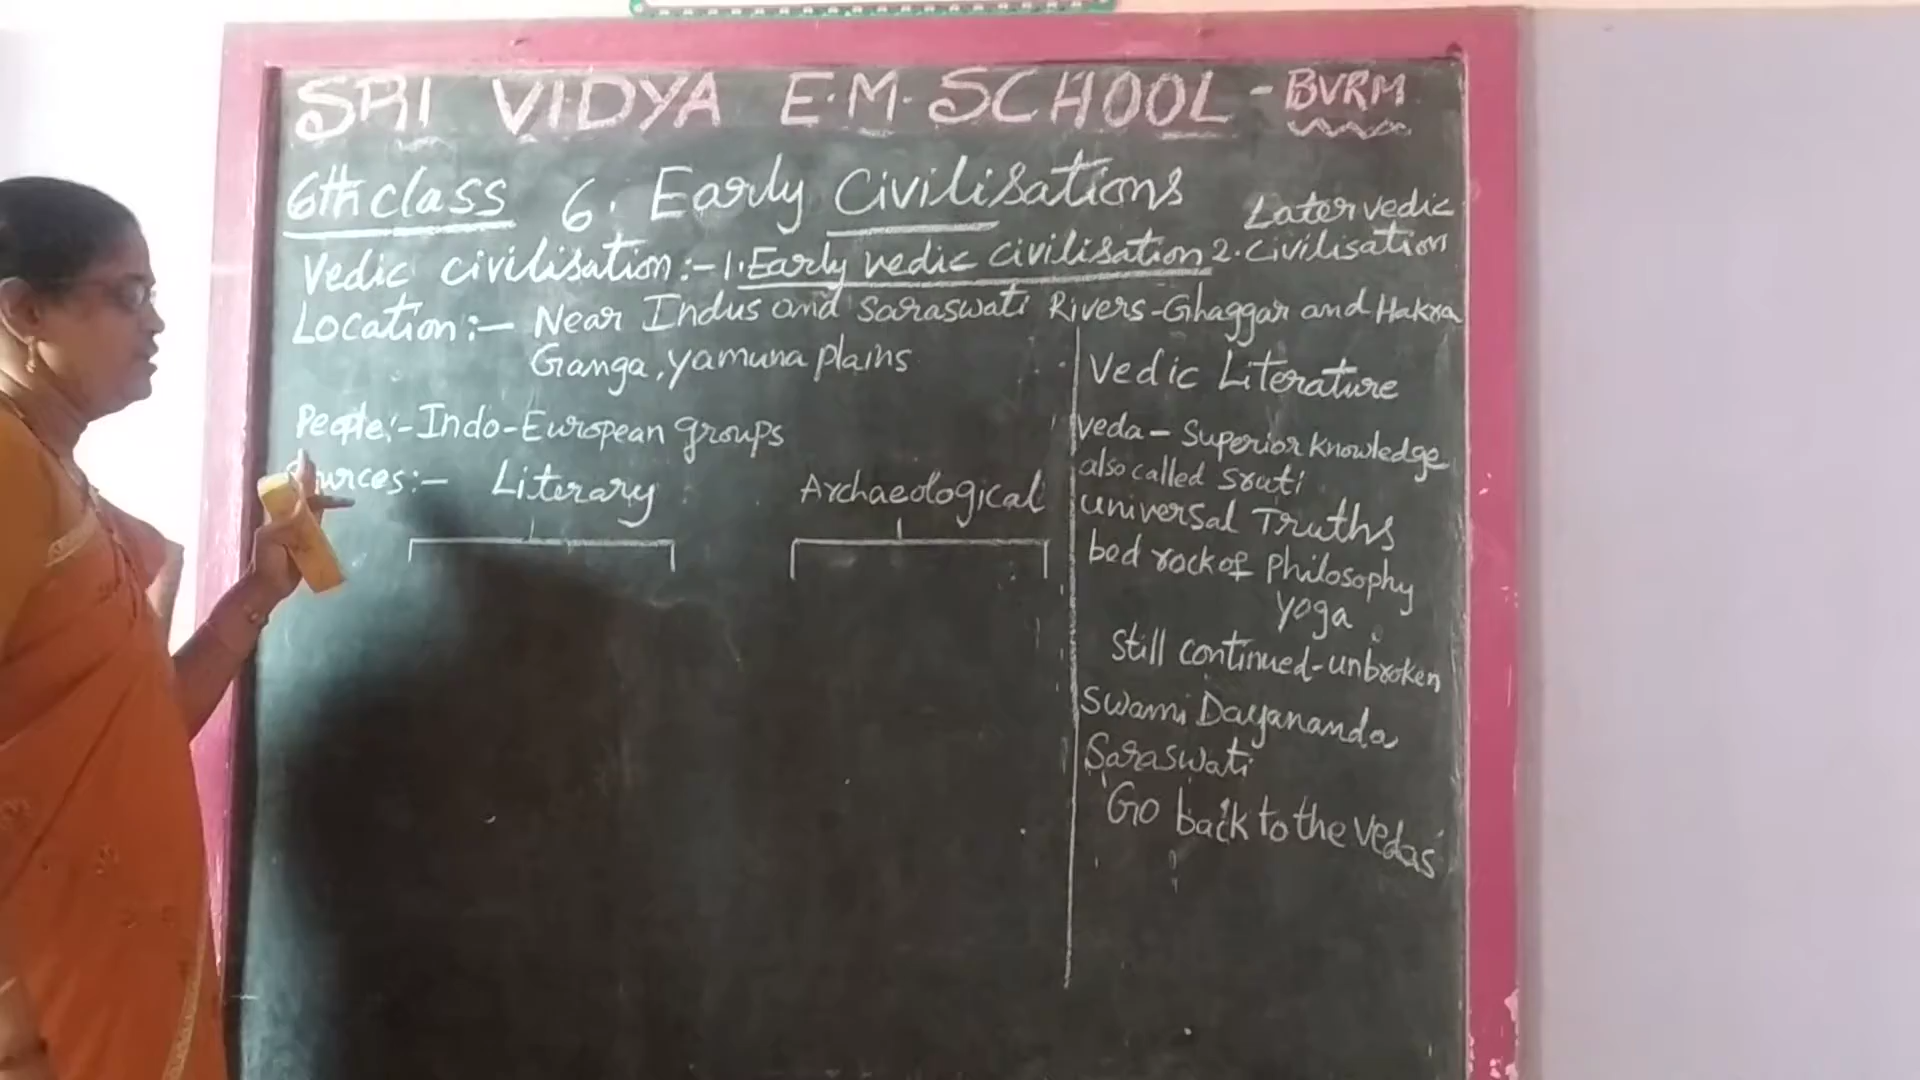 SRI VIDYA E.M. SCHOOL - BVRM
6th class 6. Early Civilisations
Vedic civilisation:- 1. Early vedic civilisation 2. Later vedic Civilisation
Location:- Near Indus and Saraswati Rivers-Ghaggar and Hakra
Ganga, yamuna plains
People:- Indo-European groups
Sources:- Literary Archaeological
Vedic Literature
veda - Superior knowledge
also called Sruti
universal Truths
bed rock of Philosophy
yoga
still continued-unbroken
Swami Dayananda
Saraswati
'Go back to the Vedas'